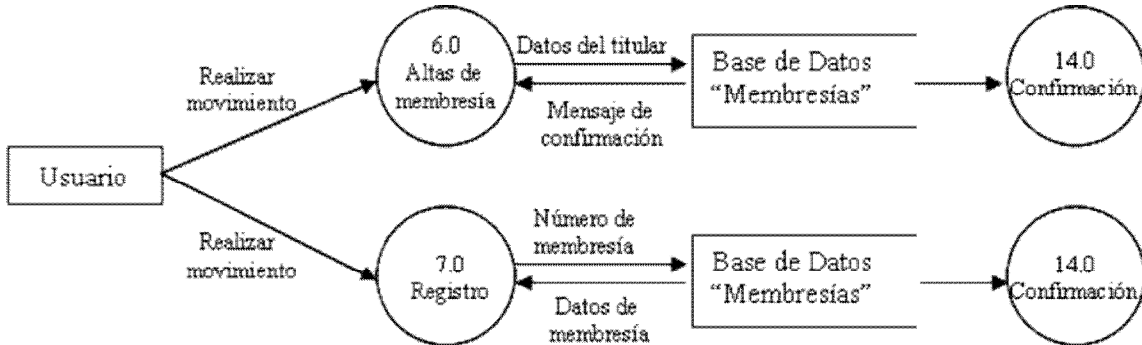 Usuario
Realizar
movimiento
6.0
Altas de
membresía
Datos del titular
Mensaje de
confirmación
Base de Datos
“Membresías”
14.0
Confirmación
Realizar
movimiento
7.0
Registro
Número de
membresía
Datos de
membresía
Base de Datos
“Membresías”
14.0
Confirmación